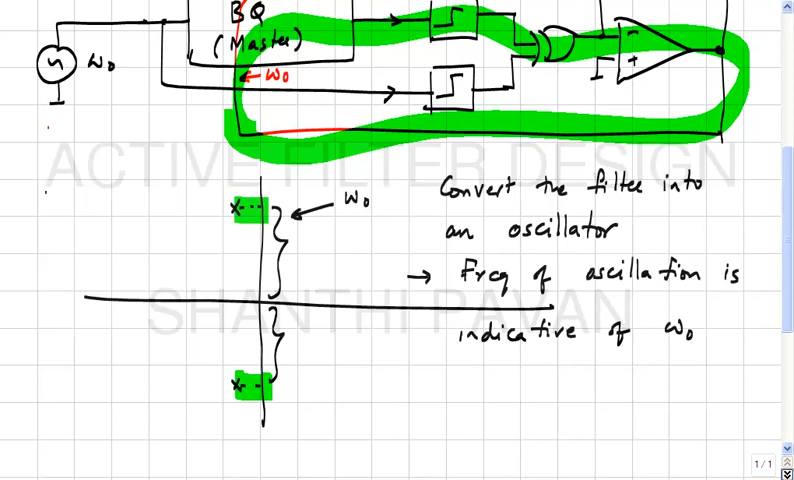 BQ
(Master)
ω₀
ω₀
-
+
ACTIVE FILTER DESIGN
ω₀
Convert the filter into
an oscillator
→ Freq of oscillation is
SHANTHI PAVAN
indicative of ω₀
1/1